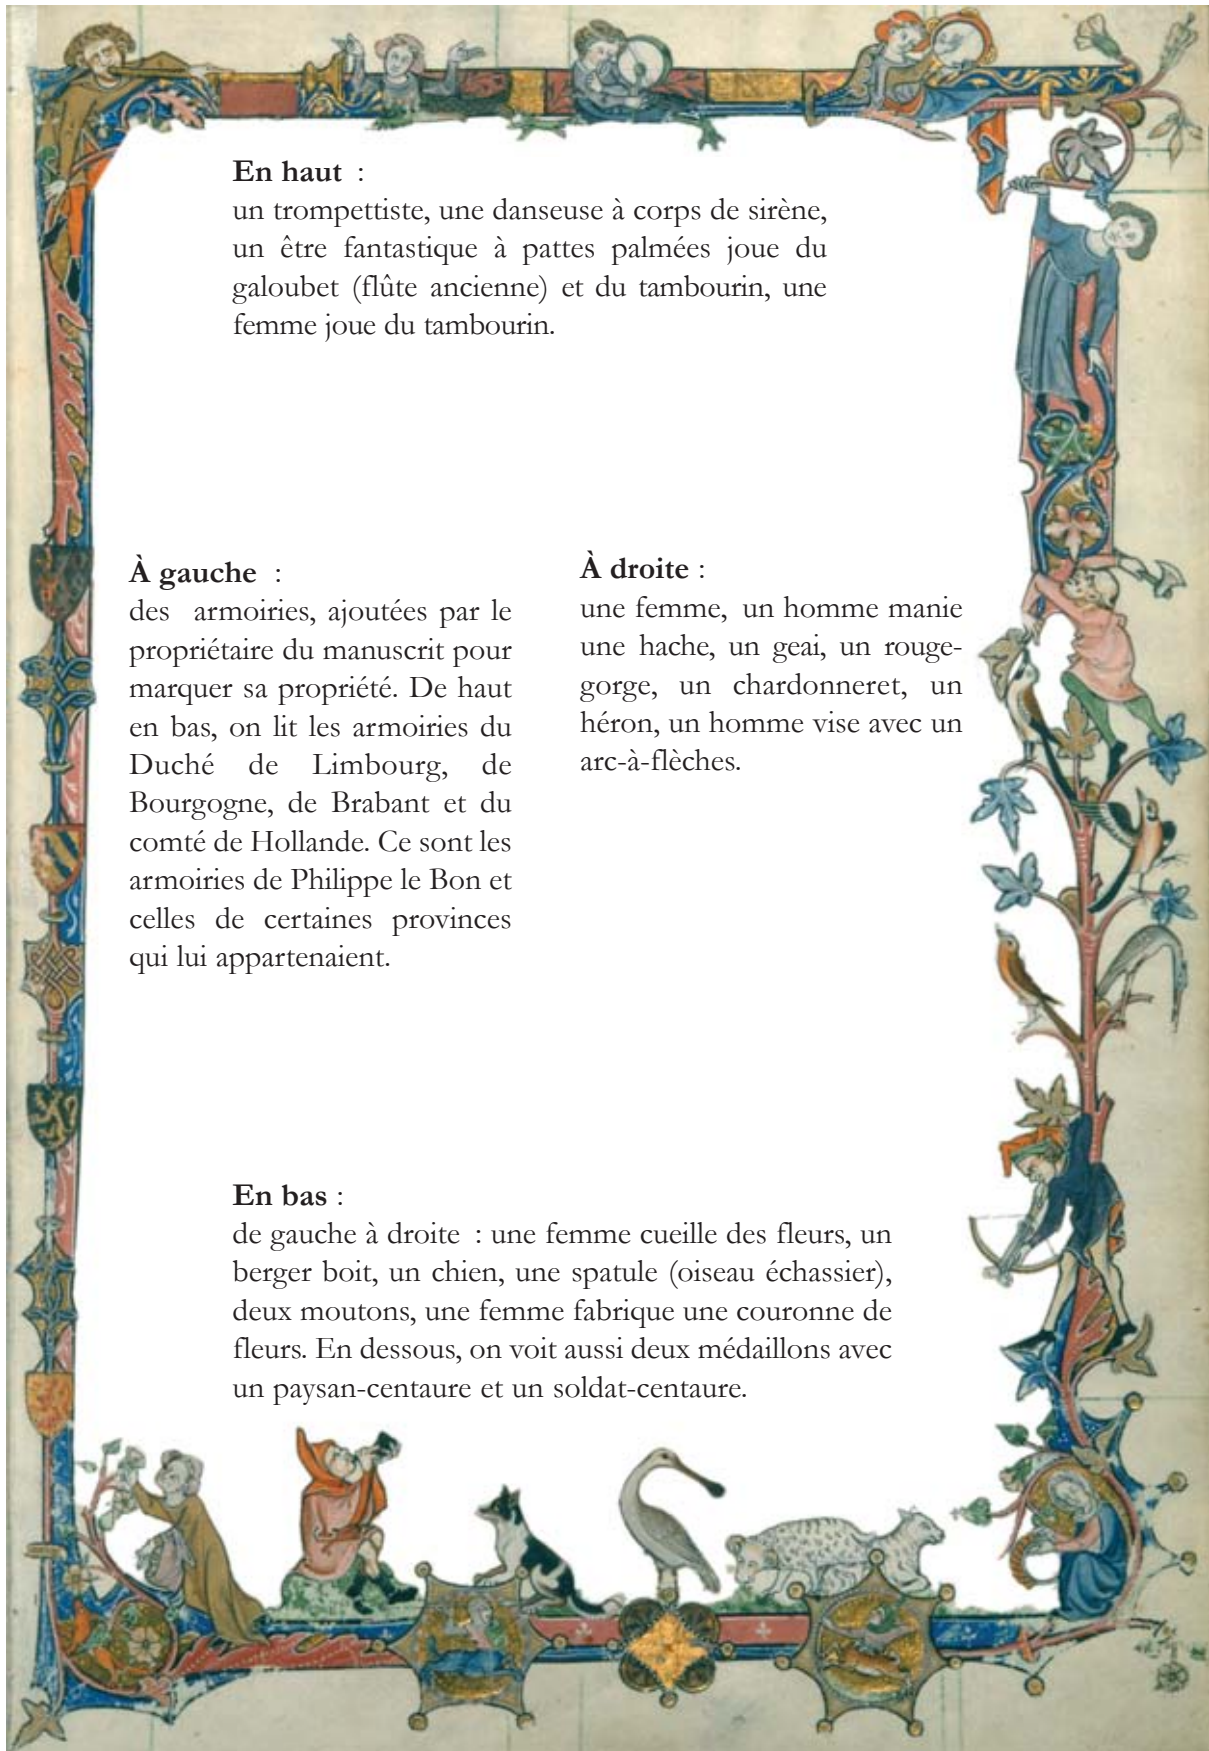 En haut :
un trompettiste, une danseuse à corps de sirène,
un être fantastique à pattes palmées joue du
galoubet (flûte ancienne) et du tambourin, une
femme joue du tambourin.
À gauche :
des armoiries, ajoutées par le
propriétaire du manuscrit pour
marquer sa propriété. De haut
en bas, on lit les armoiries du
Duché de Limbourg, de
Bourgogne, de Brabant et du
comté de Hollande. Ce sont les
armoiries de Philippe le Bon et
celles de certaines provinces
qui lui appartenaient.
À droite :
une femme, un homme manie
une hache, un geai, un rouge-
gorge, un chardonneret, un
héron, un homme vise avec un
arc-à-flèches.
En bas :
de gauche à droite : une femme cueille des fleurs, un
berger boit, un chien, une spatule (oiseau échassier),
deux moutons, une femme fabrique une couronne de
fleurs. En dessous, on voit aussi deux médaillons avec
un paysan-centaure et un soldat-centaure.